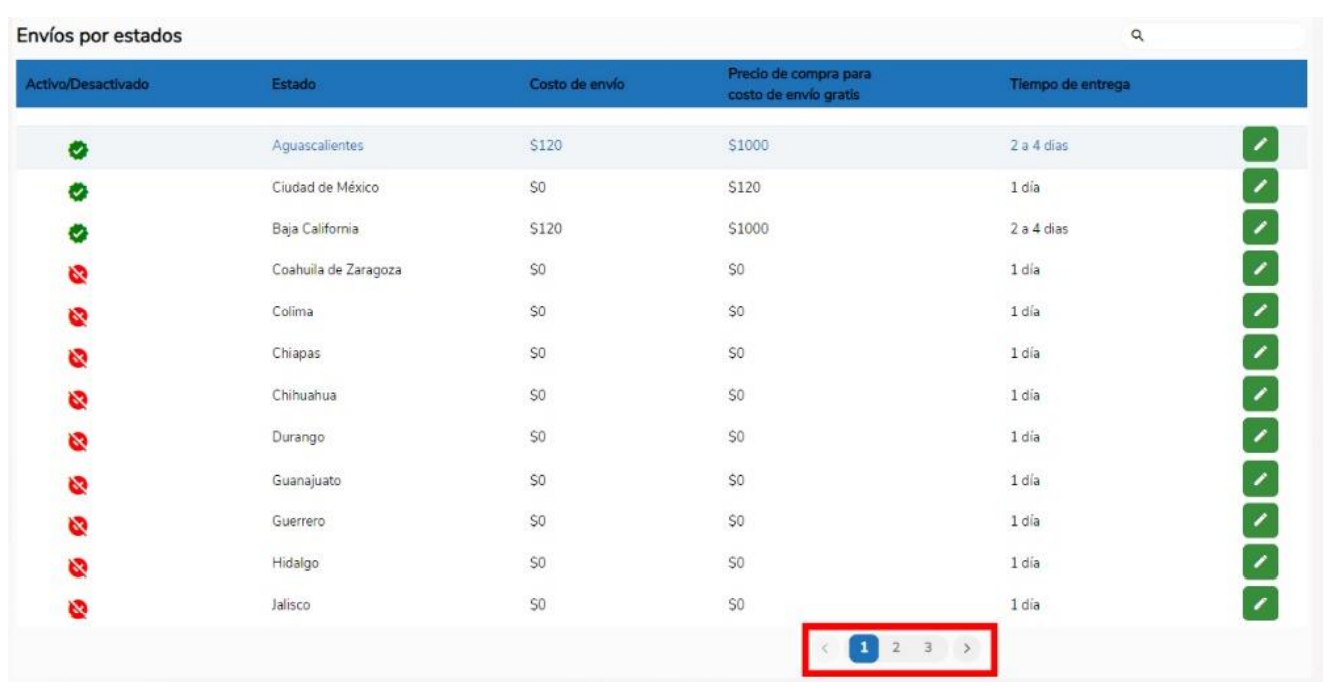 Envíos por estados
Activo/Desactivado Estado Costo de envío Precio de compra para costo de envío gratis Tiempo de entrega
Aguascalientes $120 $1000 2 a 4 dias
Ciudad de México $0 $120 1 día
Baja California $120 $1000 2 a 4 dias
Coahuila de Zaragoza $0 $0 1 día
Colima $0 $0 1 día
Chiapas $0 $0 1 día
Chihuahua $0 $0 1 día
Durango $0 $0 1 día
Guanajuato $0 $0 1 día
Guerrero $0 $0 1 día
Hidalgo $0 $0 1 día
Jalisco $0 $0 1 día
< 1 2 3 >